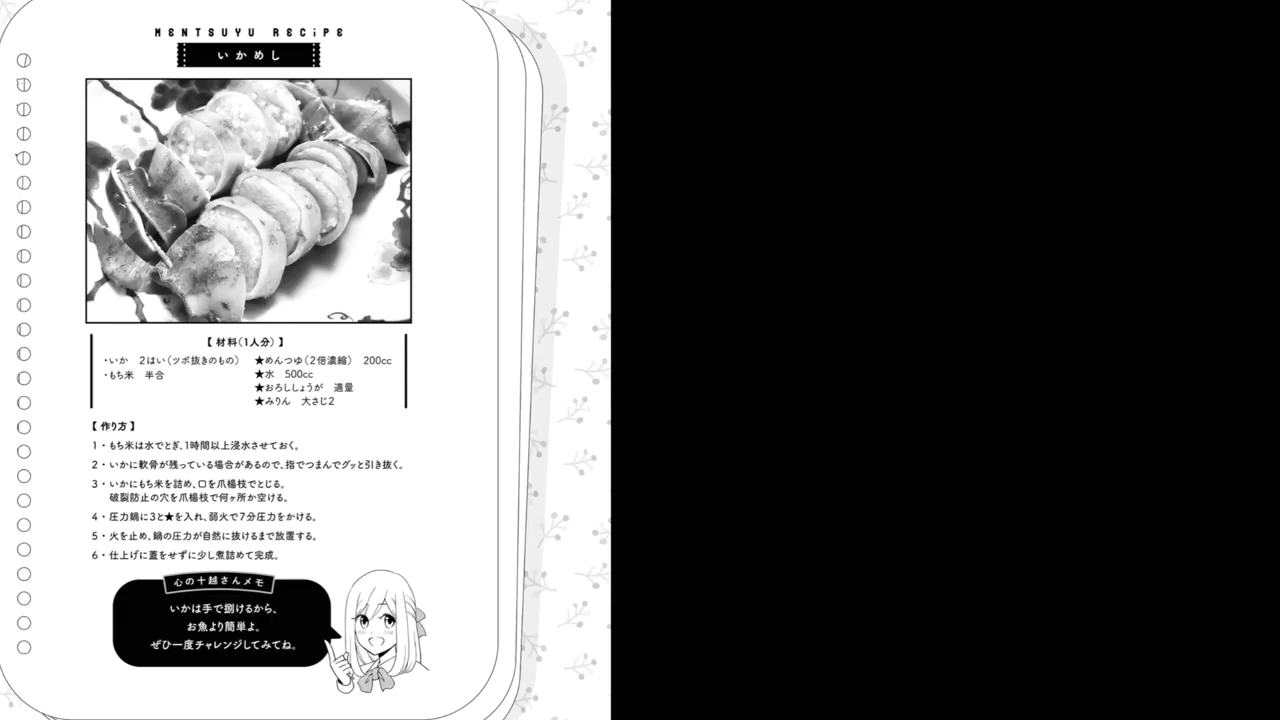 MENTSUYU RECiPE
いかめし
【材料(1人分)】
・いか 2はい(ツボ抜きのもの)
・もち米 半合
★めんつゆ(2倍濃縮) 200cc
★水 500cc
★おろししょうが 適量
★みりん 大さじ2
【作り方】
1・もち米は水でとぎ、1時間以上浸水させておく。
2・いかに軟骨が残っている場合があるので、指でつまんでグッと引き抜く。
3・いかにもち米を詰め、口を爪楊枝でとじる。
破裂防止の穴を爪楊枝で何ヶ所か空ける。
4・圧力鍋に3と★を入れ、弱火で7分圧力をかける。
5・火を止め、鍋の圧力が自然に抜けるまで放置する。
6・仕上げに蓋をせずに少し煮詰めて完成。
心の十越さんメモ
いかは手で捌けるから、
お魚より簡単よ。
ぜひ一度チャレンジしてみてね。